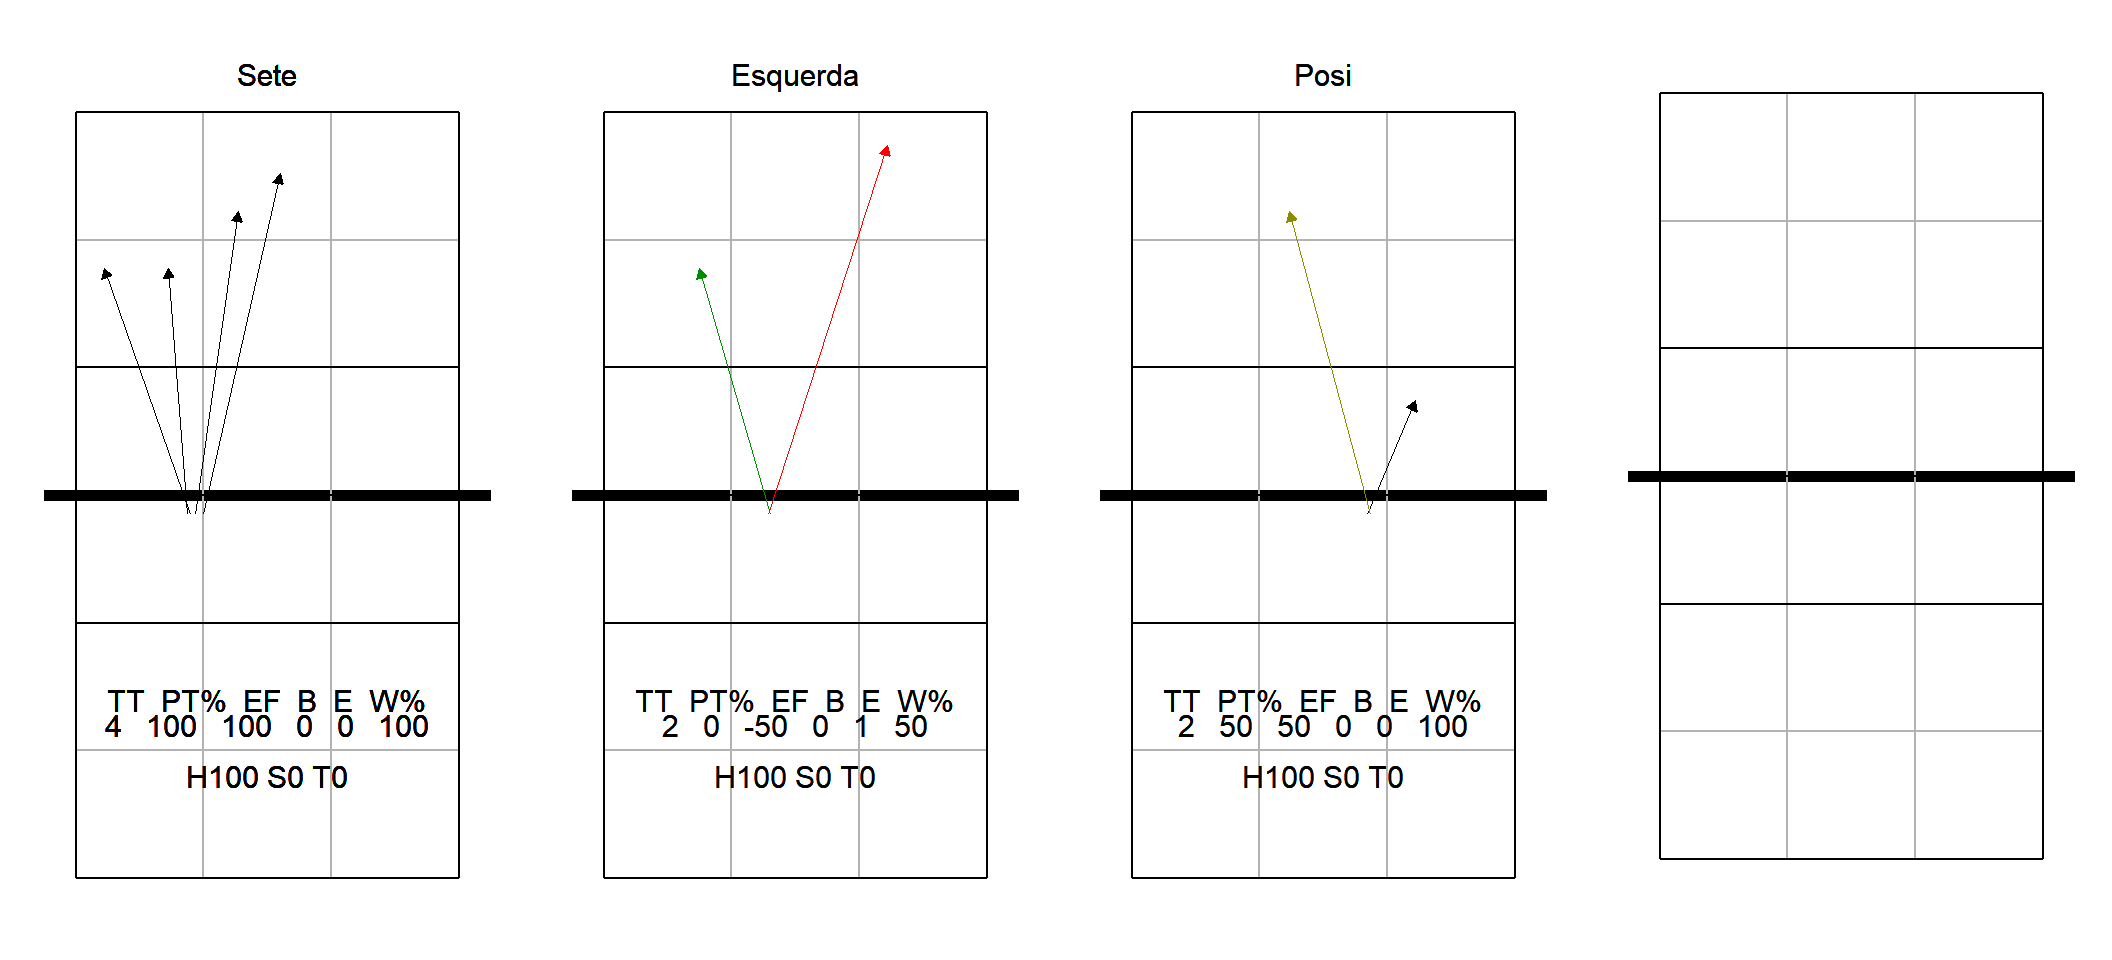 Sete
TT PT% EF B E W%
4 100 100 0 0 100
H100 S0 T0
Esquerda
TT PT% EF B E W%
2 0 -50 0 1 50
H100 S0 T0
Posi
TT PT% EF B E W%
2 50 50 0 0 100
H100 S0 T0